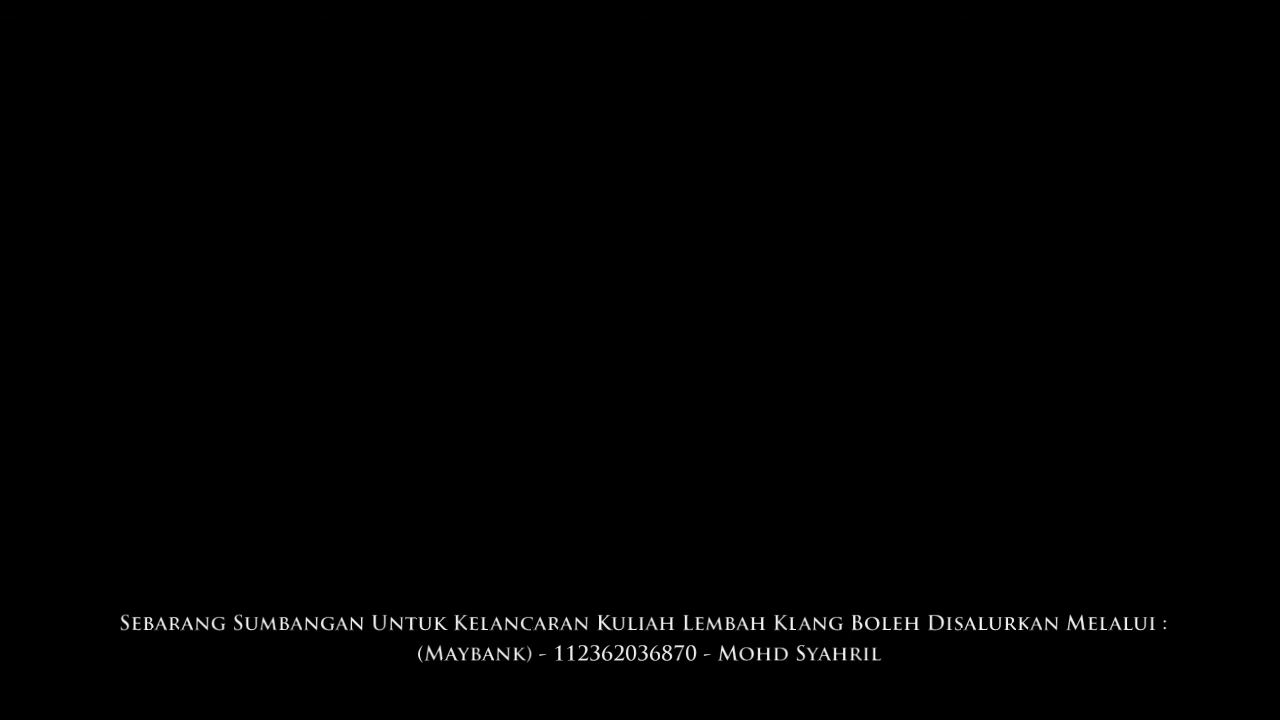 Sebarang Sumbangan Untuk Kelancaran Kuliah Lembah Klang Boleh Disalurkan Melalui :
(Maybank) - 112362036870 - Mohd Syahril